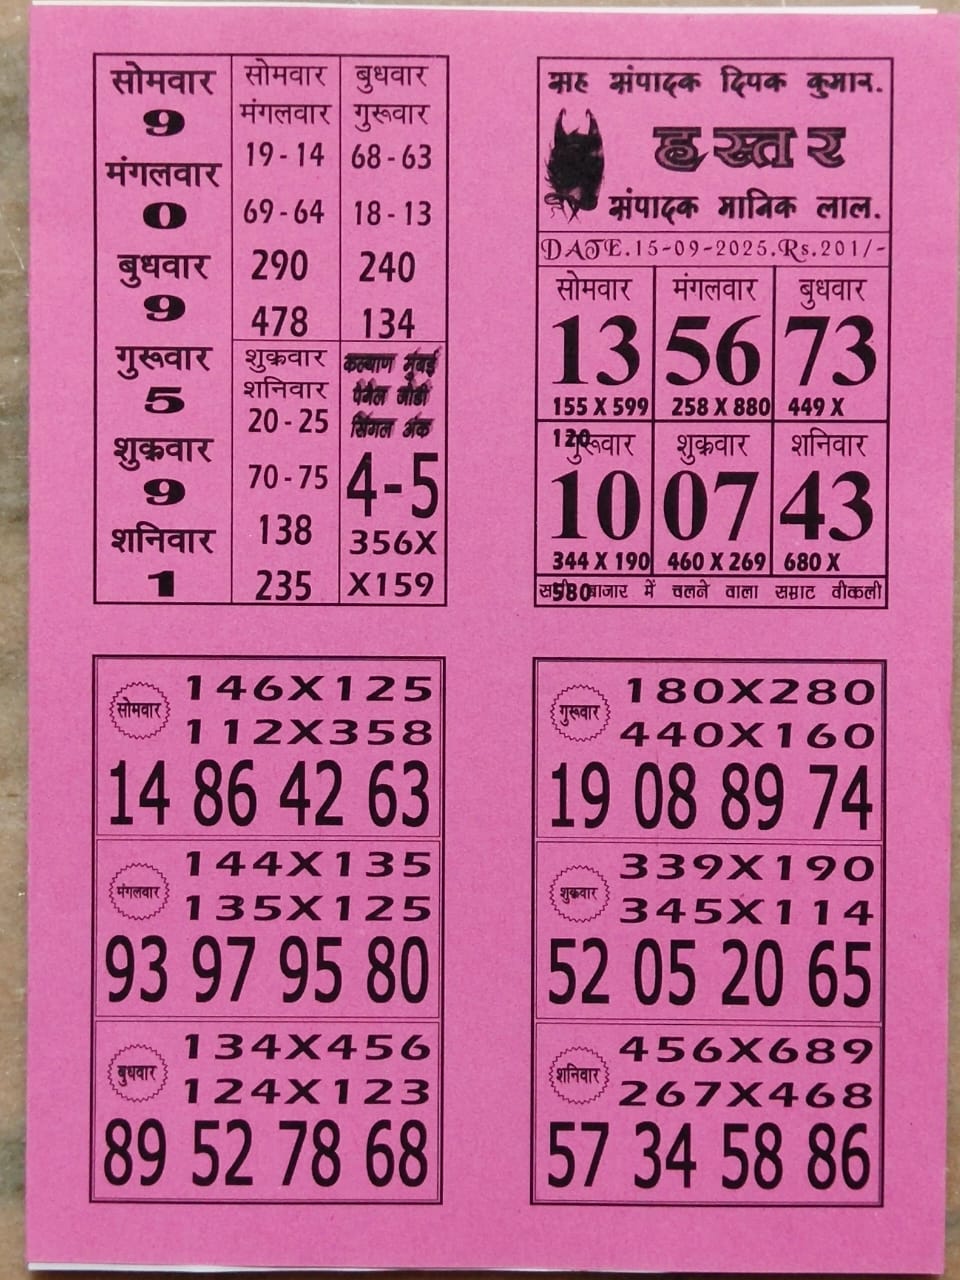 सोमवार
9
मंगलवार
0
बुधवार
9
गुरूवार
5
शुक्रवार
9
शनिवार
1
सोमवार
मंगलवार
19 - 14
69 - 64
290
478
बुधवार
गुरूवार
68 - 63
18 - 13
240
134
शुक्रवार
शनिवार
20 - 25
70 - 75
138
235
कल्याण मुंबई
पॅनल जोडी
सिंगल अंक
4-5
356X
X159
सह संपादक दिपक कुमार.
हस्तर
संपादक मानिक लाल.
DATE.15-09-2025.Rs.201/-
सोमवार
13
155 X 599
मंगलवार
56
258 X 880
बुधवार
73
449 X
120
गुरूवार
10
344 X 190
शुक्रवार
07
460 X 269
शनिवार
43
680 X
580
बाजार में चलने वाला सम्राट वीकली
सोमवार
146X125
112X358
14 86 42 63
मंगलवार
144X135
135X125
93 97 95 80
बुधवार
134X456
124X123
89 52 78 68
गुरूवार
180X280
440X160
19 08 89 74
शुक्रवार
339X190
345X114
52 05 20 65
शनिवार
456X689
267X468
57 34 58 86